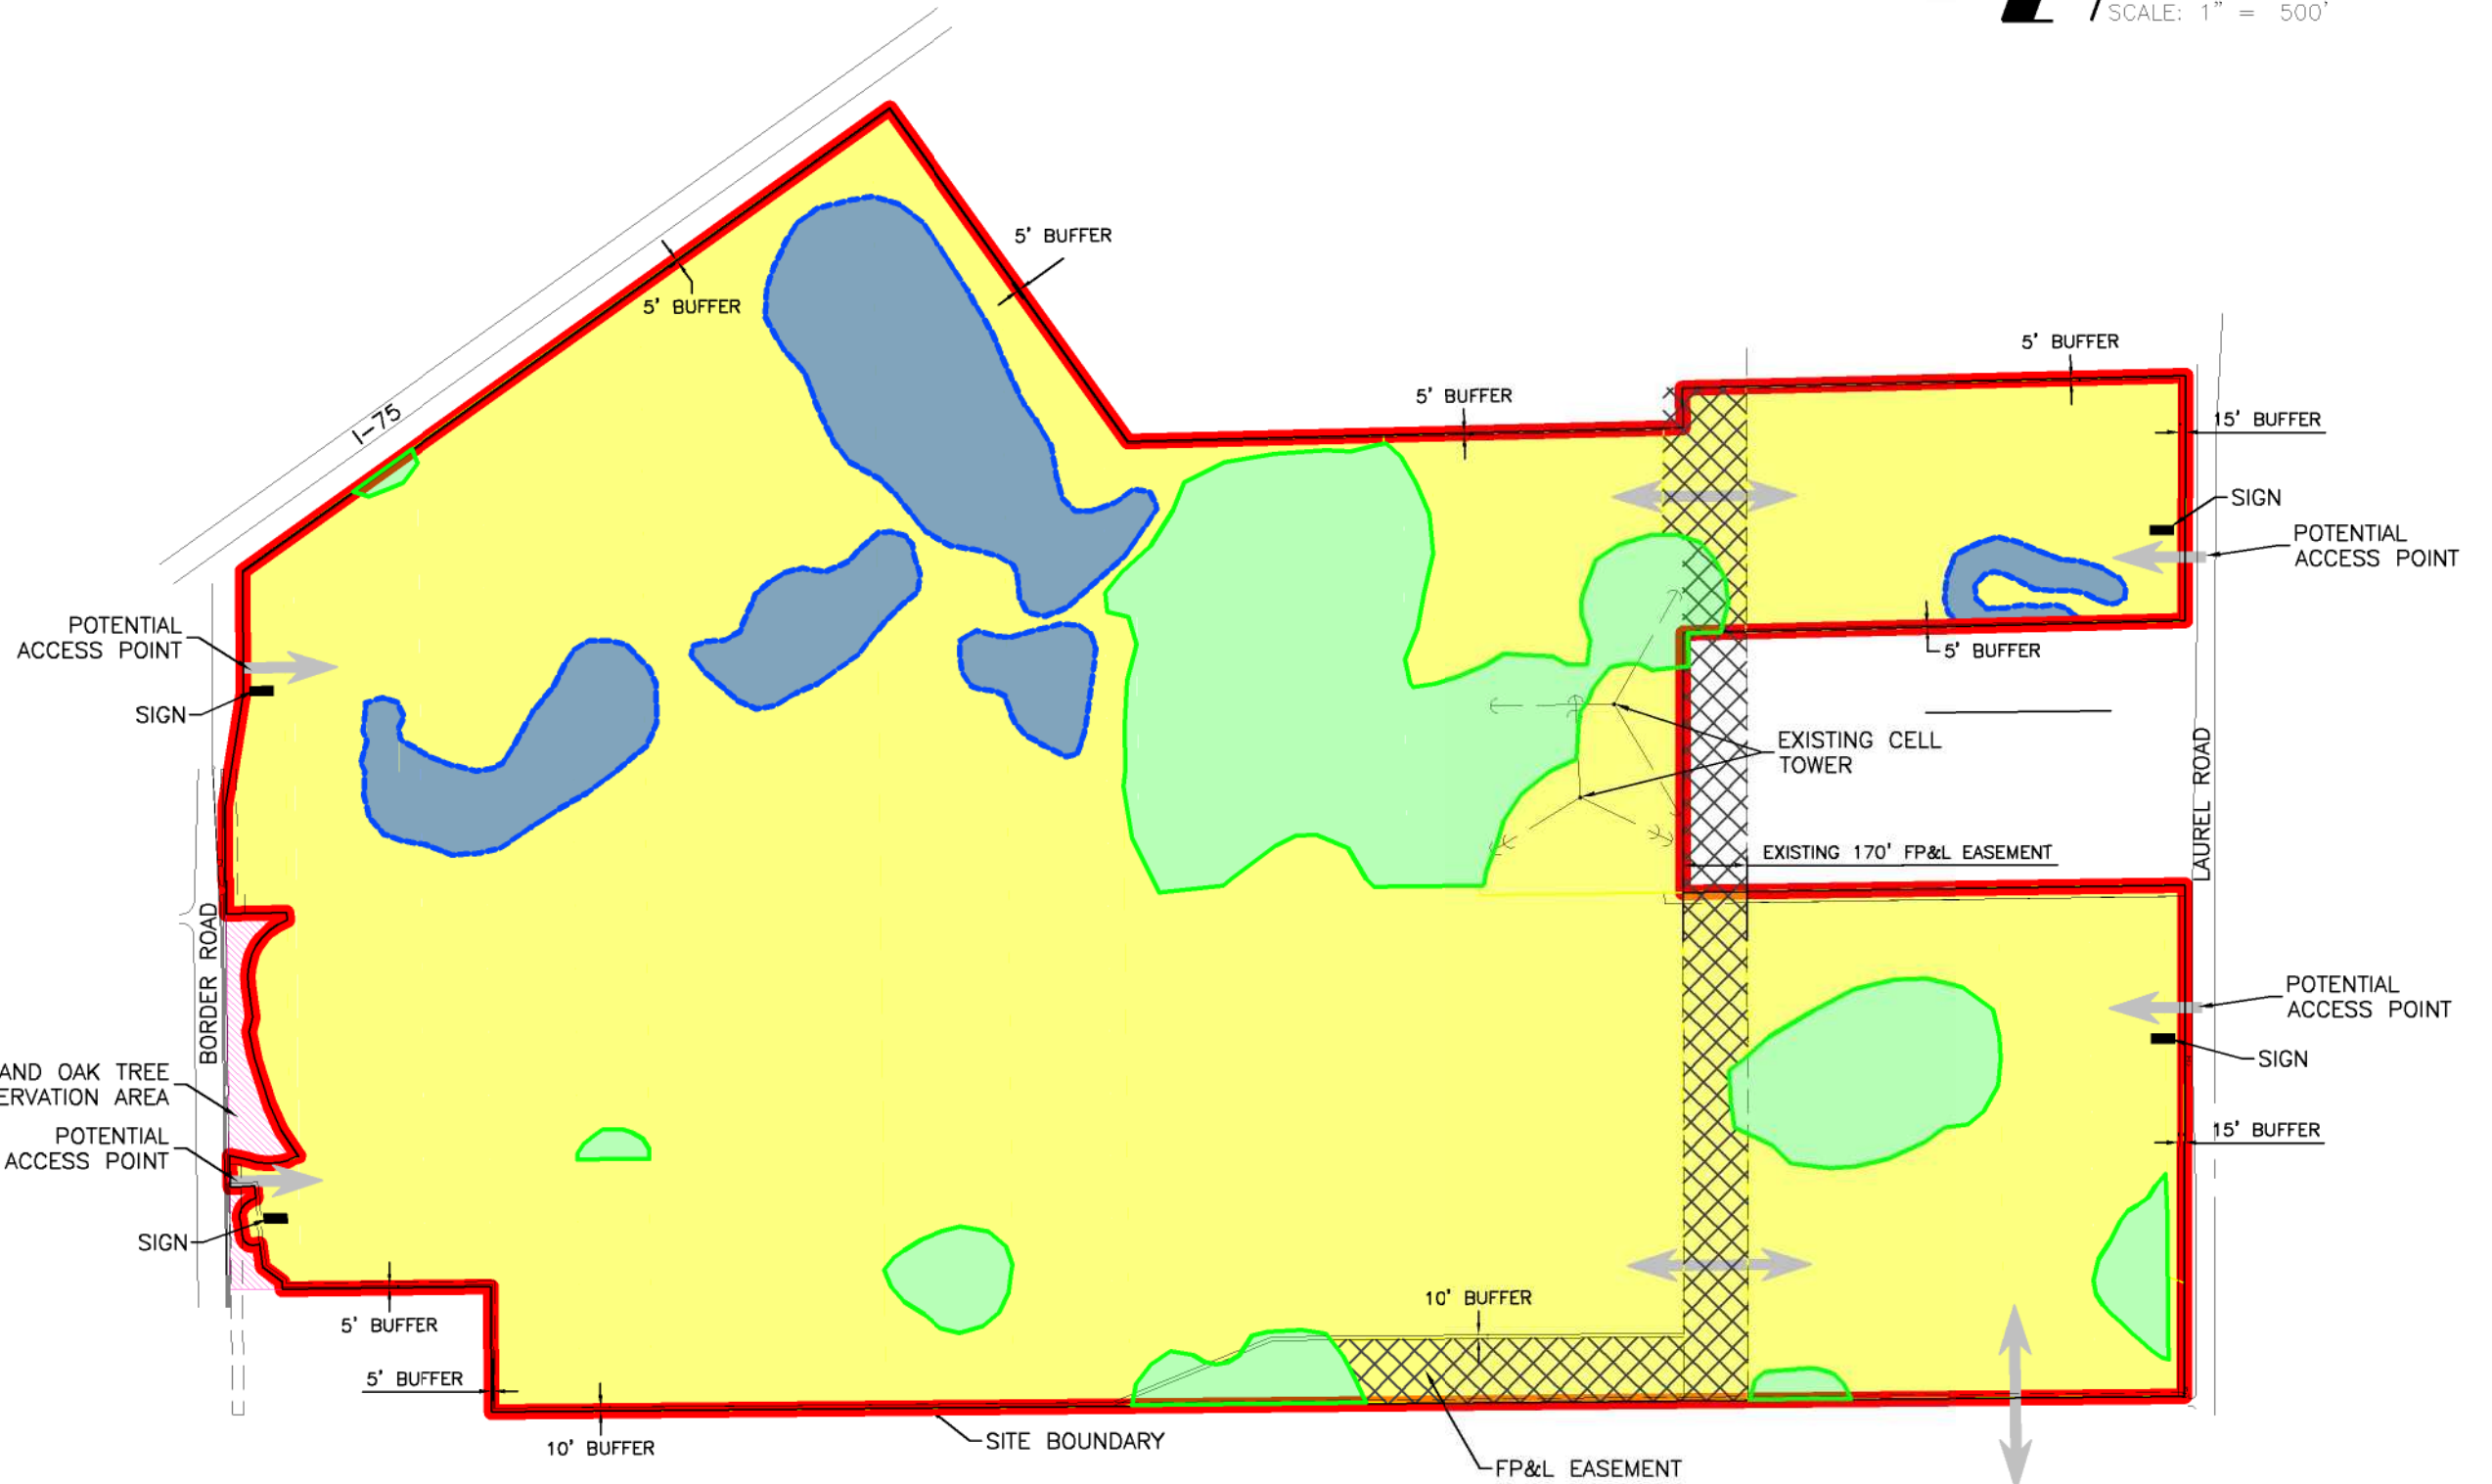 SCALE: 1" = 500'
5' BUFFER
5' BUFFER
I-75
5' BUFFER
5' BUFFER
15' BUFFER
SIGN
POTENTIAL
ACCESS POINT
POTENTIAL
ACCESS POINT
SIGN
5' BUFFER
EXISTING CELL
TOWER
LAUREL ROAD
EXISTING 170' FP&L EASEMENT
BORDER ROAD
POTENTIAL
ACCESS POINT
SIGN
AND OAK TREE
ERVATION AREA
POTENTIAL
ACCESS POINT
SIGN
15' BUFFER
5' BUFFER
10' BUFFER
5' BUFFER
10' BUFFER
SITE BOUNDARY
FP&L EASEMENT